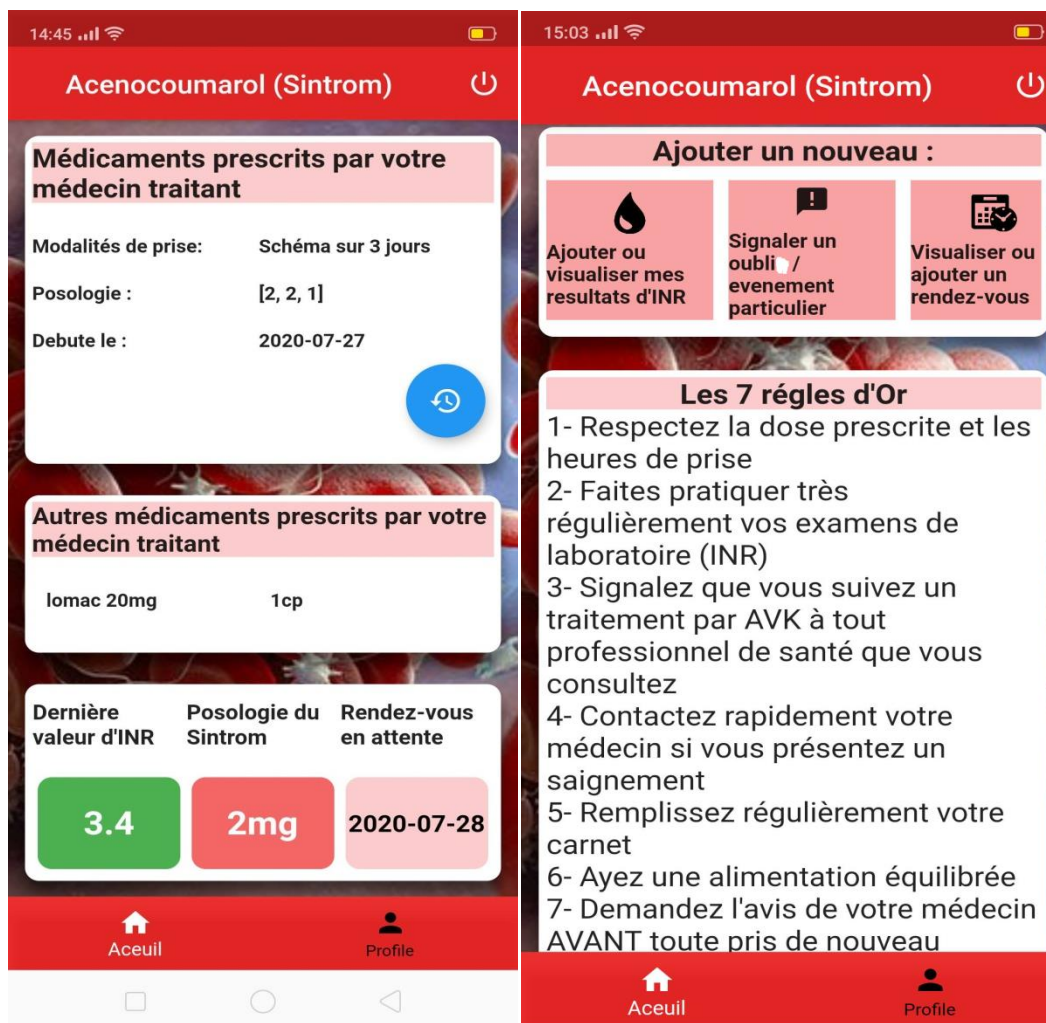 14:45
Acenocoumarol (Sintrom)
Médicaments prescrits par votre
médecin traitant
Modalités de prise: Schéma sur 3 jours
Posologie : [2, 2, 1]
Debute le : 2020-07-27
Autres médicaments prescrits par votre
médecin traitant
lomac 20mg 1cp
Dernière
valeur d'INR
Posologie du
Sintrom
Rendez-vous
en attente
3.4
2mg
2020-07-28
Aceuil
Profile
15:03
Acenocoumarol (Sintrom)
Ajouter un nouveau :
Ajouter ou
visualiser mes
resultats d'INR
Signaler un
oubli /
evenement
particulier
Visualiser ou
ajouter un
rendez-vous
Les 7 régles d'Or
1- Respectez la dose prescrite et les
heures de prise
2- Faites pratiquer très
régulièrement vos examens de
laboratoire (INR)
3- Signalez que vous suivez un
traitement par AVK à tout
professionnel de santé que vous
consultez
4- Contactez rapidement votre
médecin si vous présentez un
saignement
5- Remplissez régulièrement votre
carnet
6- Ayez une alimentation équilibrée
7- Demandez l'avis de votre médecin
AVANT toute pris de nouveau
Aceuil
Profile